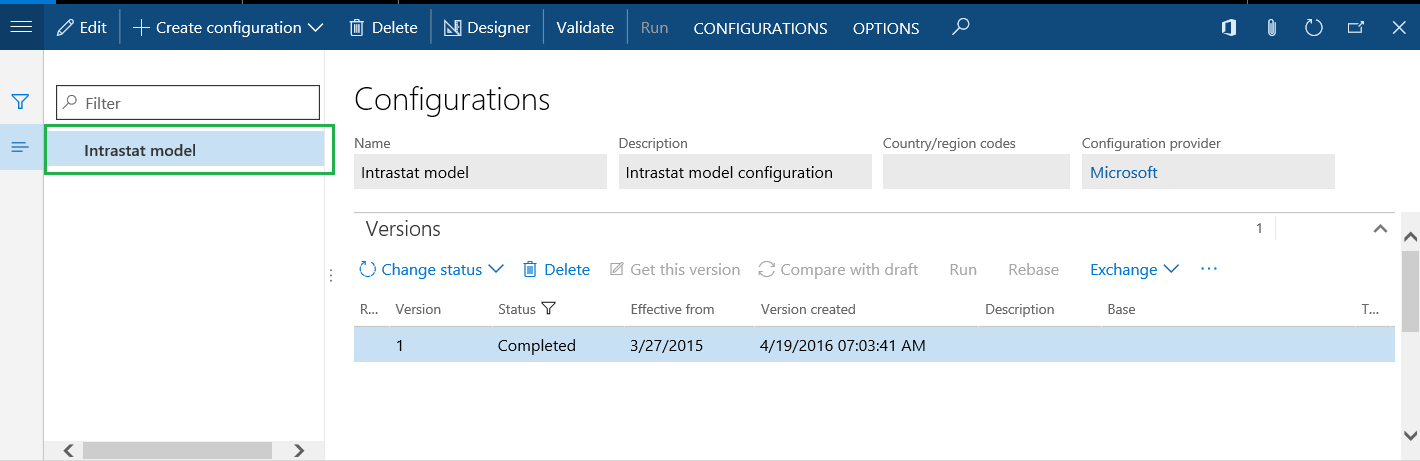 Edit Create configuration Delete Designer Validate Run CONFIGURATIONS OPTIONS
Filter
Intrastat model
Configurations
Name Description Country/region codes Configuration provider
Intrastat model Intrastat model configuration Microsoft
Versions 1
Change status Delete Get this version Compare with draft Run Rebase Exchange ...
R... Version Status Effective from Version created Description Base T...
1 Completed 3/27/2015 4/19/2016 07:03:41 AM